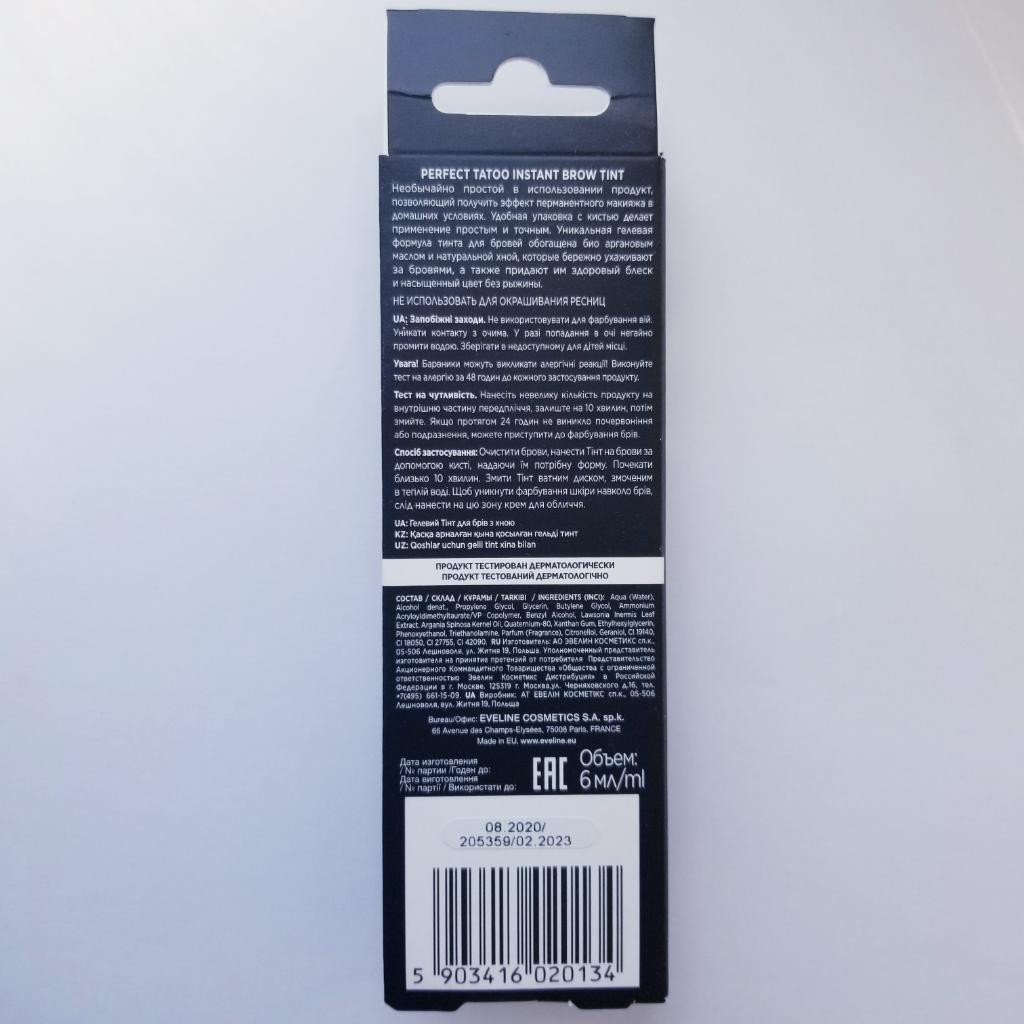 PERFECT TATOO INSTANT BROW TINT
Необычайно простой в использовании продукт,
позволяющий получить эффект перманентного макияжа в
домашних условиях. Удобная упаковка с кистью делает
применение простым и точным. Уникальная гелевая
формула тинта для бровей обогащена био аргановым
маслом и натуральной хной, которые бережно ухаживают
за бровями, а также придают им здоровый блеск
и насыщенный цвет без рыжины.
НЕ ИСПОЛЬЗОВАТЬ ДЛЯ ОКРАШИВАНИЯ РЕСНИЦ
UA: Запобіжні заходи. Не використовувати для фарбування вій.
Уникати контакту з очима. У разі попадання в очі негайно
промити водою. Зберігати в недоступному для дітей місці.
Увага! Барвники можуть викликати алергічні реакції! Виконуйте
тест на алергію за 48 годин до кожного застосування продукту.
Тест на чутливість. Нанесіть невелику кількість продукту на
внутрішню частину передпліччя, залиште на 10 хвилин, потім
змийте. Якщо протягом 24 годин не виникло почервоніння
або подразнення, можете приступити до фарбування брів.
Спосіб застосування: Очистити брови, нанести Тінт на брови за
допомогою кисті, надаючи їм потрібну форму. Почекати
близько 10 хвилин. Змити Тінт ватним диском, змоченим
в теплій воді. Щоб уникнути фарбування шкіри навколо брів,
слід нанести на цю зону крем для обличчя.
UA: Гелевий Тінт для брів з хною
KZ: Қасқа арналған қына қосылған гельді тинт
UZ: Qoshlar uchun gelli tint xina bilan
ПРОДУКТ ТЕСТИРОВАН ДЕРМАТОЛОГИЧЕСКИ
ПРОДУКТ ТЕСТОВАНИЙ ДЕРМАТОЛОГІЧНО
СОСТАВ / СКЛАД / КҰРАМЫ / TARKIBI / INGREDIENTS (INCI): Aqua (Water),
Alcohol denat., Propylene Glycol, Glycerin, Butylene Glycol, Ammonium
Acryloyldimethyltaurate/VP Copolymer, Benzyl Alcohol, Lawsonia Inermis Leaf
Extract, Argania Spinosa Kernel Oil, Quaternium-80, Xanthan Gum, Ethylhexylglycerin,
Phenoxyethanol, Triethanolamine, Parfum (Fragrance), Citronellol, Geraniol, CI 19140,
CI 18050, CI 27755, CI 42090. RU Изготовитель: АО ЭВЕЛИН КОСМЕТИКС сп.к.,
05-506 Лешноволя, ул. Житня 19, Польша. Уполномоченный представитель
изготовителя на принятие претензий от потребителя Представительство
Акционерного Коммандитного Товарищества «Общества с ограниченной
ответственностью Эвелин Косметик Дистрибуция» в Российской
Федерации в г. Москве. 125319 г. Москва,ул. Черняховского д.16, тел.
+7(495) 661-15-09. UA Виробник: АТ ЕВЕЛІН КОСМЕТІКС сп.к., 05-506
Лешноволя, вул. Житня 19, Польща
Bureau/Офис: EVELINE COSMETICS S.A. sp.k.
66 Avenue des Champs-Elysées, 75008 Paris, FRANCE
Made in EU. www.eveline.eu
Дата изготовления
/ № партии /Годен до:
Дата виготовлення
/ № партії / Використати до:
EAC
Объем:
6 мл/ml
08.2020/
205359/02.2023
5 903416 020134